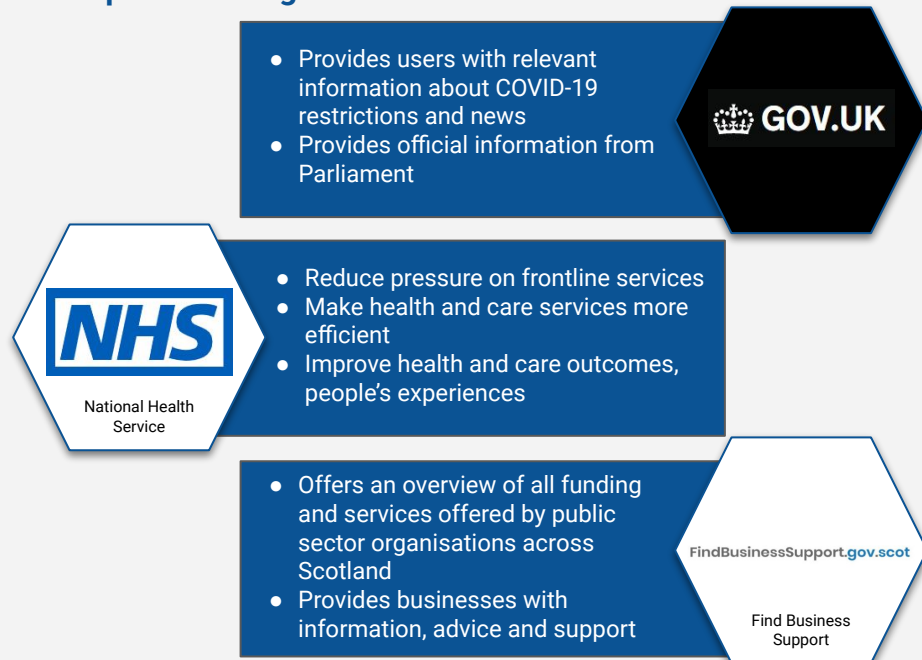 ● Provides users with relevant
information about COVID-19
restrictions and news
● Provides official information from
Parliament
GOV.UK
NHS
National Health
Service
● Reduce pressure on frontline services
● Make health and care services more
efficient
● Improve health and care outcomes,
people’s experiences
● Offers an overview of all funding
and services offered by public
sector organisations across
Scotland
● Provides businesses with
information, advice and support
FindBusinessSupport.gov.scot
Find Business
Support